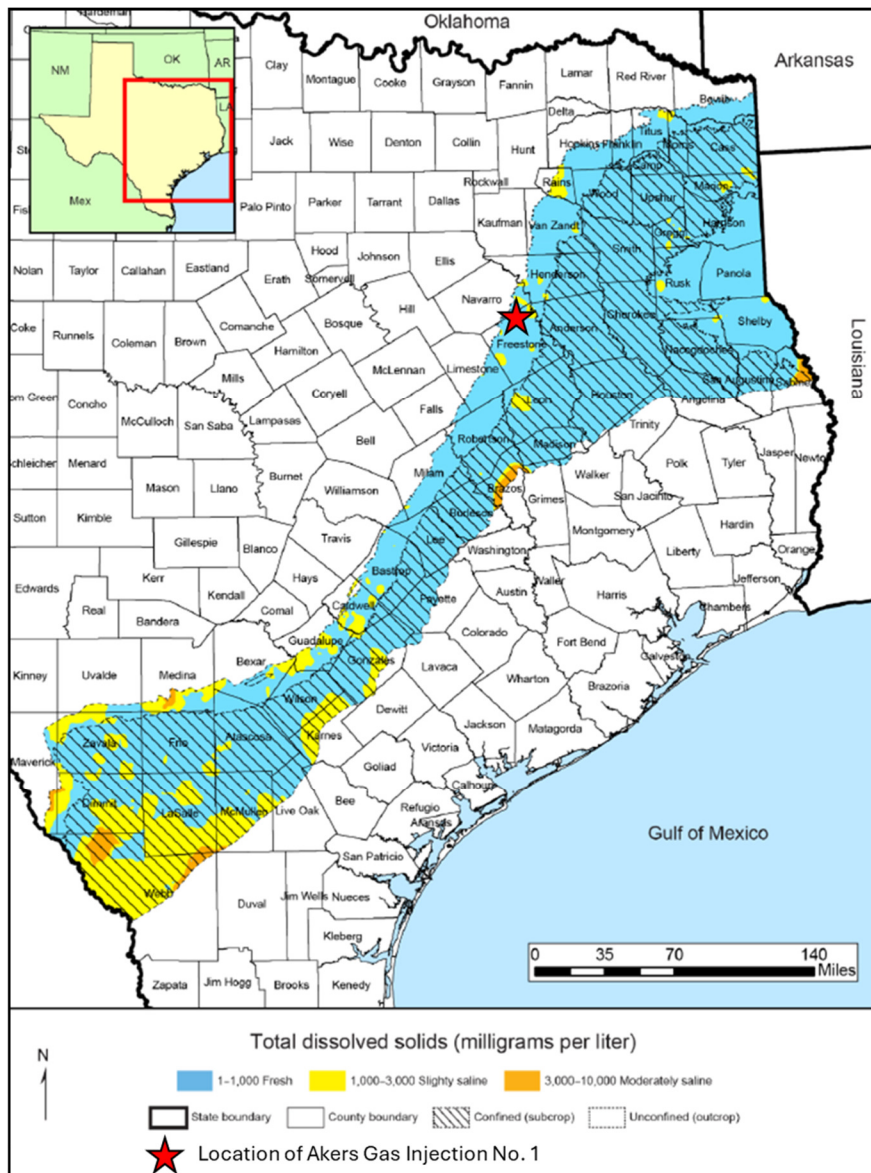 Oklahoma
Arkansas
Louisiana
Gulf of Mexico
NM
OK
AR
LA
Mex
Clay
Montague
Cooke
Grayson
Fannin
Lamar
Red River
Bowie
Delta
Titus
Hopkins
Franklin
Morris
Cass
Jack
Wise
Denton
Collin
Hunt
Camp
Rains
Wood
Upshur
Marion
Rockwall
Harrison
Palo Pinto
Parker
Tarrant
Dallas
Kaufman
Van Zandt
Gregg
Smith
Hood
Johnson
Ellis
Henderson
Rusk
Panola
Nolan
Taylor
Callahan
Eastland
Erath
Somervell
Navarro
Hill
Cherokee
Anderson
Shelby
Coke
Runnels
Coleman
Brown
Comanche
Bosque
Freestone
Nacogdoches
Hamilton
McLennan
Limestone
Mills
Coryell
San Augustine
Sabine
Leon
Houston
Angelina
Concho
Falls
McCulloch
San Saba
Lampasas
Bell
Robertson
Madison
Trinity
Schleicher
Menard
Burnet
Milam
Walker
Polk
Tyler
Jasper
Newton
Mason
Llano
Williamson
Brazos
Grimes
San Jacinto
Sutton
Kimble
Burleson
Montgomery
Hardin
Travis
Lee
Washington
Liberty
Gillespie
Blanco
Orange
Edwards
Kerr
Hays
Bastrop
Austin
Waller
Harris
Jefferson
Real
Kendall
Comal
Caldwell
Fayette
Chambers
Bandera
Guadalupe
Colorado
Fort Bend
Kinney
Uvalde
Medina
Bexar
Gonzales
Lavaca
Galveston
Wharton
Brazoria
Wilson
Dewitt
Zavala
Frio
Atascosa
Karnes
Jackson
Matagorda
Maverick
Victoria
Goliad
Dimmit
LaSalle
McMullen
Live Oak
Bee
Calhoun
Refugio
Aransas
San Patricio
Webb
Duval
Jim Wells
Nueces
Kleberg
Zapata
Jim Hogg
Brooks
Kenedy
0 35 70 140
Miles
Total dissolved solids (milligrams per liter)
N
1–1,000 Fresh
1,000–3,000 Slighty saline
3,000–10,000 Moderately saline
State boundary
County boundary
Confined (subcrop)
Unconfined (outcrop)
Location of Akers Gas Injection No. 1